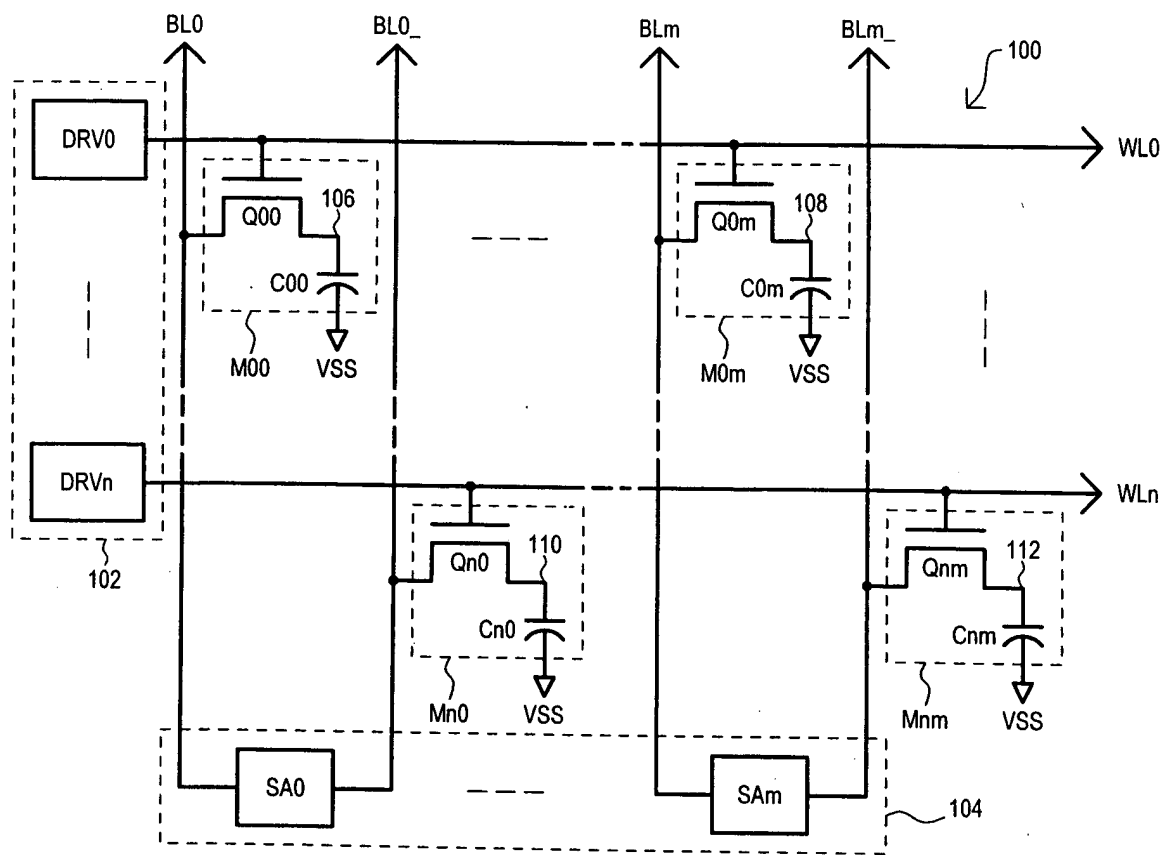 BL0 BL0_ BLm BLm_
100
DRV0 WL0
Q00 106 Q0m 108
C00 C0m
M00 VSS M0m VSS
DRVn WLn
102 Qn0 110 Qnm 112
Cn0 Cnm
Mn0 VSS Mnm VSS
SA0 SAm
104